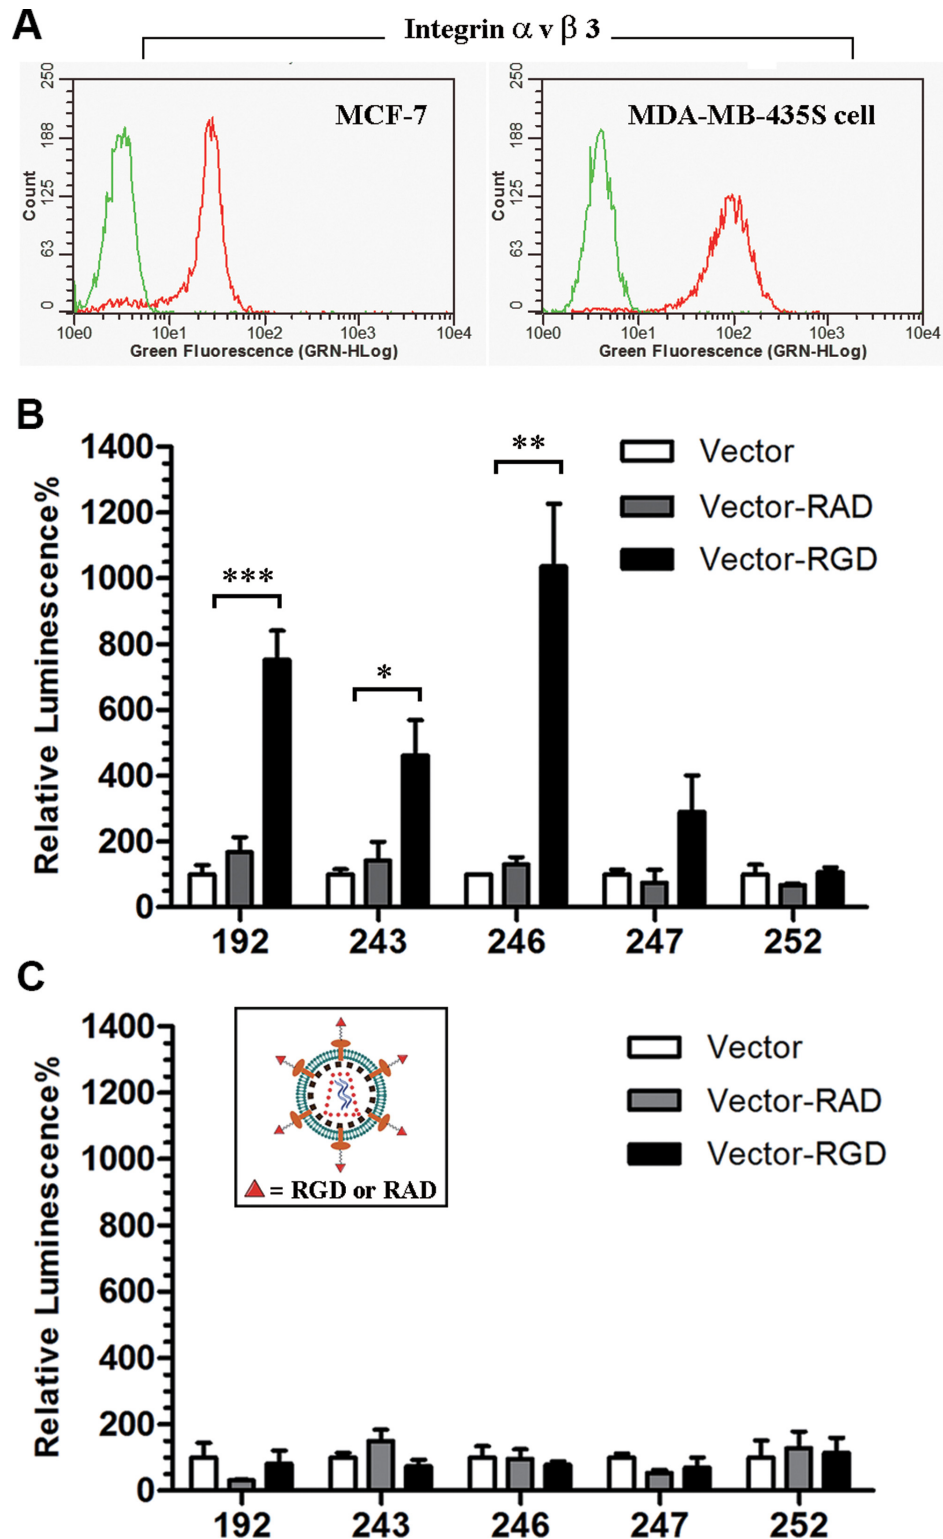 A
Integrin α v β 3
250
188
125
63
0
Count
MCF-7
10e0 10e1 10e2 10e3 10e4
Green Fluorescence (GRN-HLog)
250
188
125
63
0
Count
MDA-MB-435S cell
10e0 10e1 10e2 10e3 10e4
Green Fluorescence (GRN-HLog)
B
1400
1200
1000
800
600
400
200
0
Relative Luminescence%
***
*
**
Vector
Vector-RAD
Vector-RGD
192 243 246 247 252
C
1400
1200
1000
800
600
400
200
0
Relative Luminescence%
= RGD or RAD
Vector
Vector-RAD
Vector-RGD
192 243 246 247 252